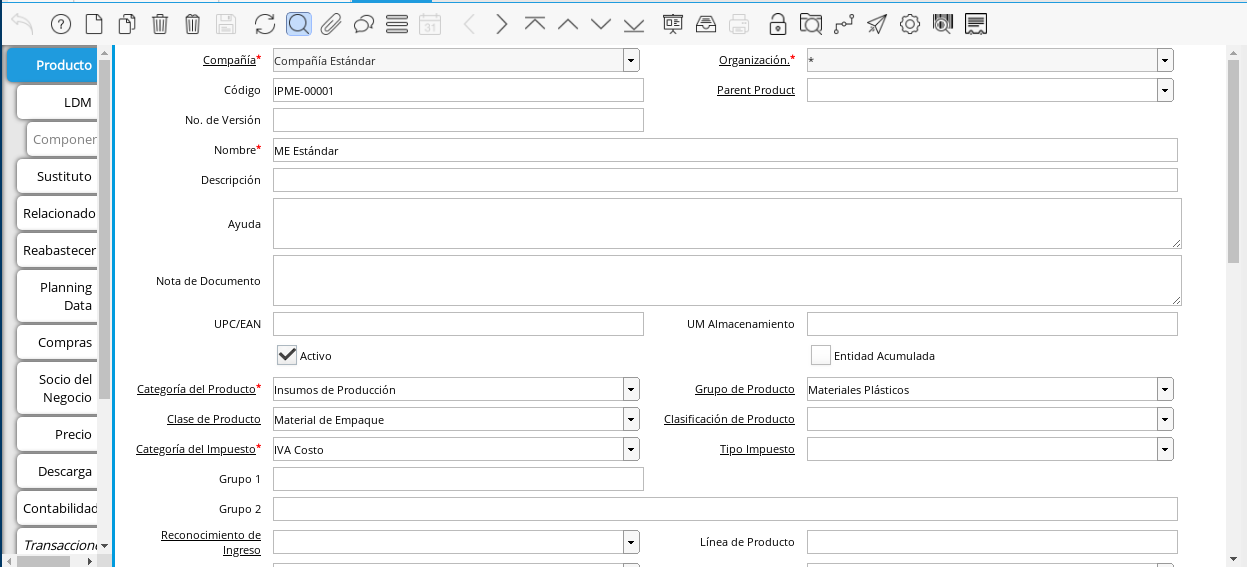 31
Producto
LDM
Componer
Sustituto
Relacionado
Reabastecer
Planning
Data
Compras
Socio del
Negocio
Precio
Descarga
Contabilidad
Transaccione
Compañía* Compañía Estándar Organización.* *
Código IPME-00001 Parent Product
No. de Versión
Nombre* ME Estándar
Descripción
Ayuda
Nota de Documento
UPC/EAN UM Almacenamiento
Activo Entidad Acumulada
Categoría del Producto* Insumos de Producción Grupo de Producto Materiales Plásticos
Clase de Producto Material de Empaque Clasificación de Producto
Categoría del Impuesto* IVA Costo Tipo Impuesto
Grupo 1
Grupo 2
Reconocimiento de
Ingreso Línea de Producto